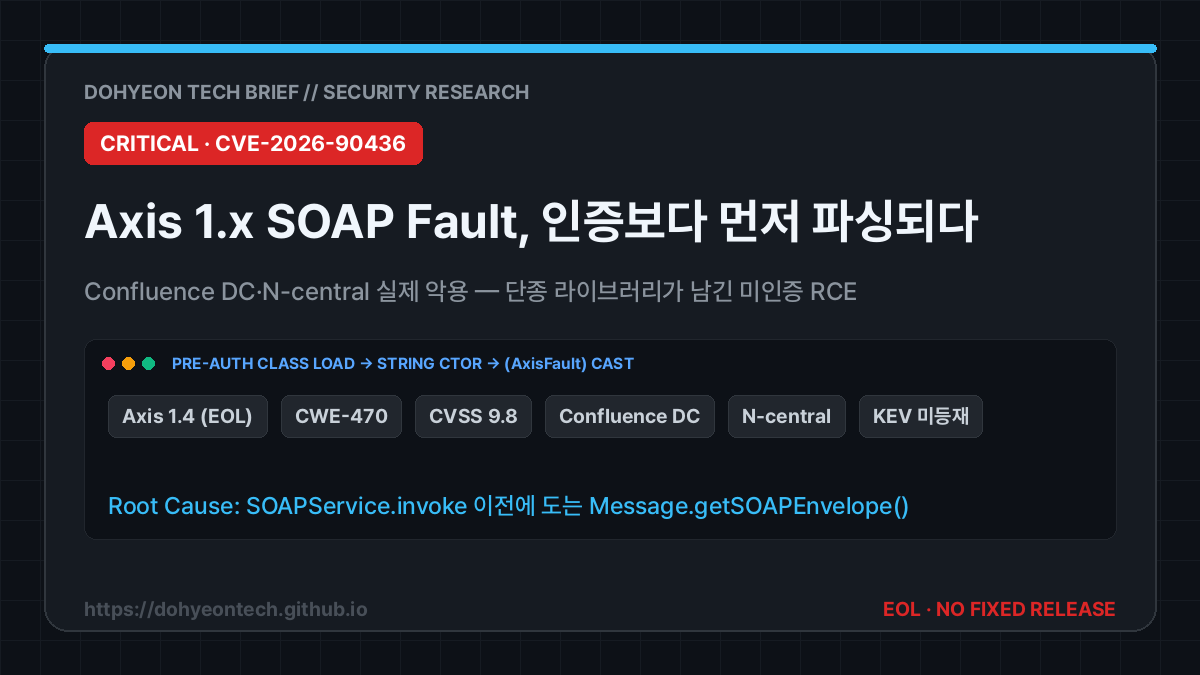 DOHYEON TECH BRIEF // SECURITY RESEARCH
CRITICAL · CVE-2026-90436
Axis 1.x SOAP Fault, 인증보다 먼저 파싱되다
Confluence DC·N-central 실제 악용 — 단종 라이브러리가 남긴 미인증 RCE
PRE-AUTH CLASS LOAD → STRING CTOR → (AxisFault) CAST
Axis 1.4 (EOL) CWE-470 CVSS 9.8 Confluence DC N-central KEV 미등재
Root Cause: SOAPService.invoke 이전에 도는 Message.getSOAPEnvelope()
https://dohyeontech.github.io EOL · NO FIXED RELEASE